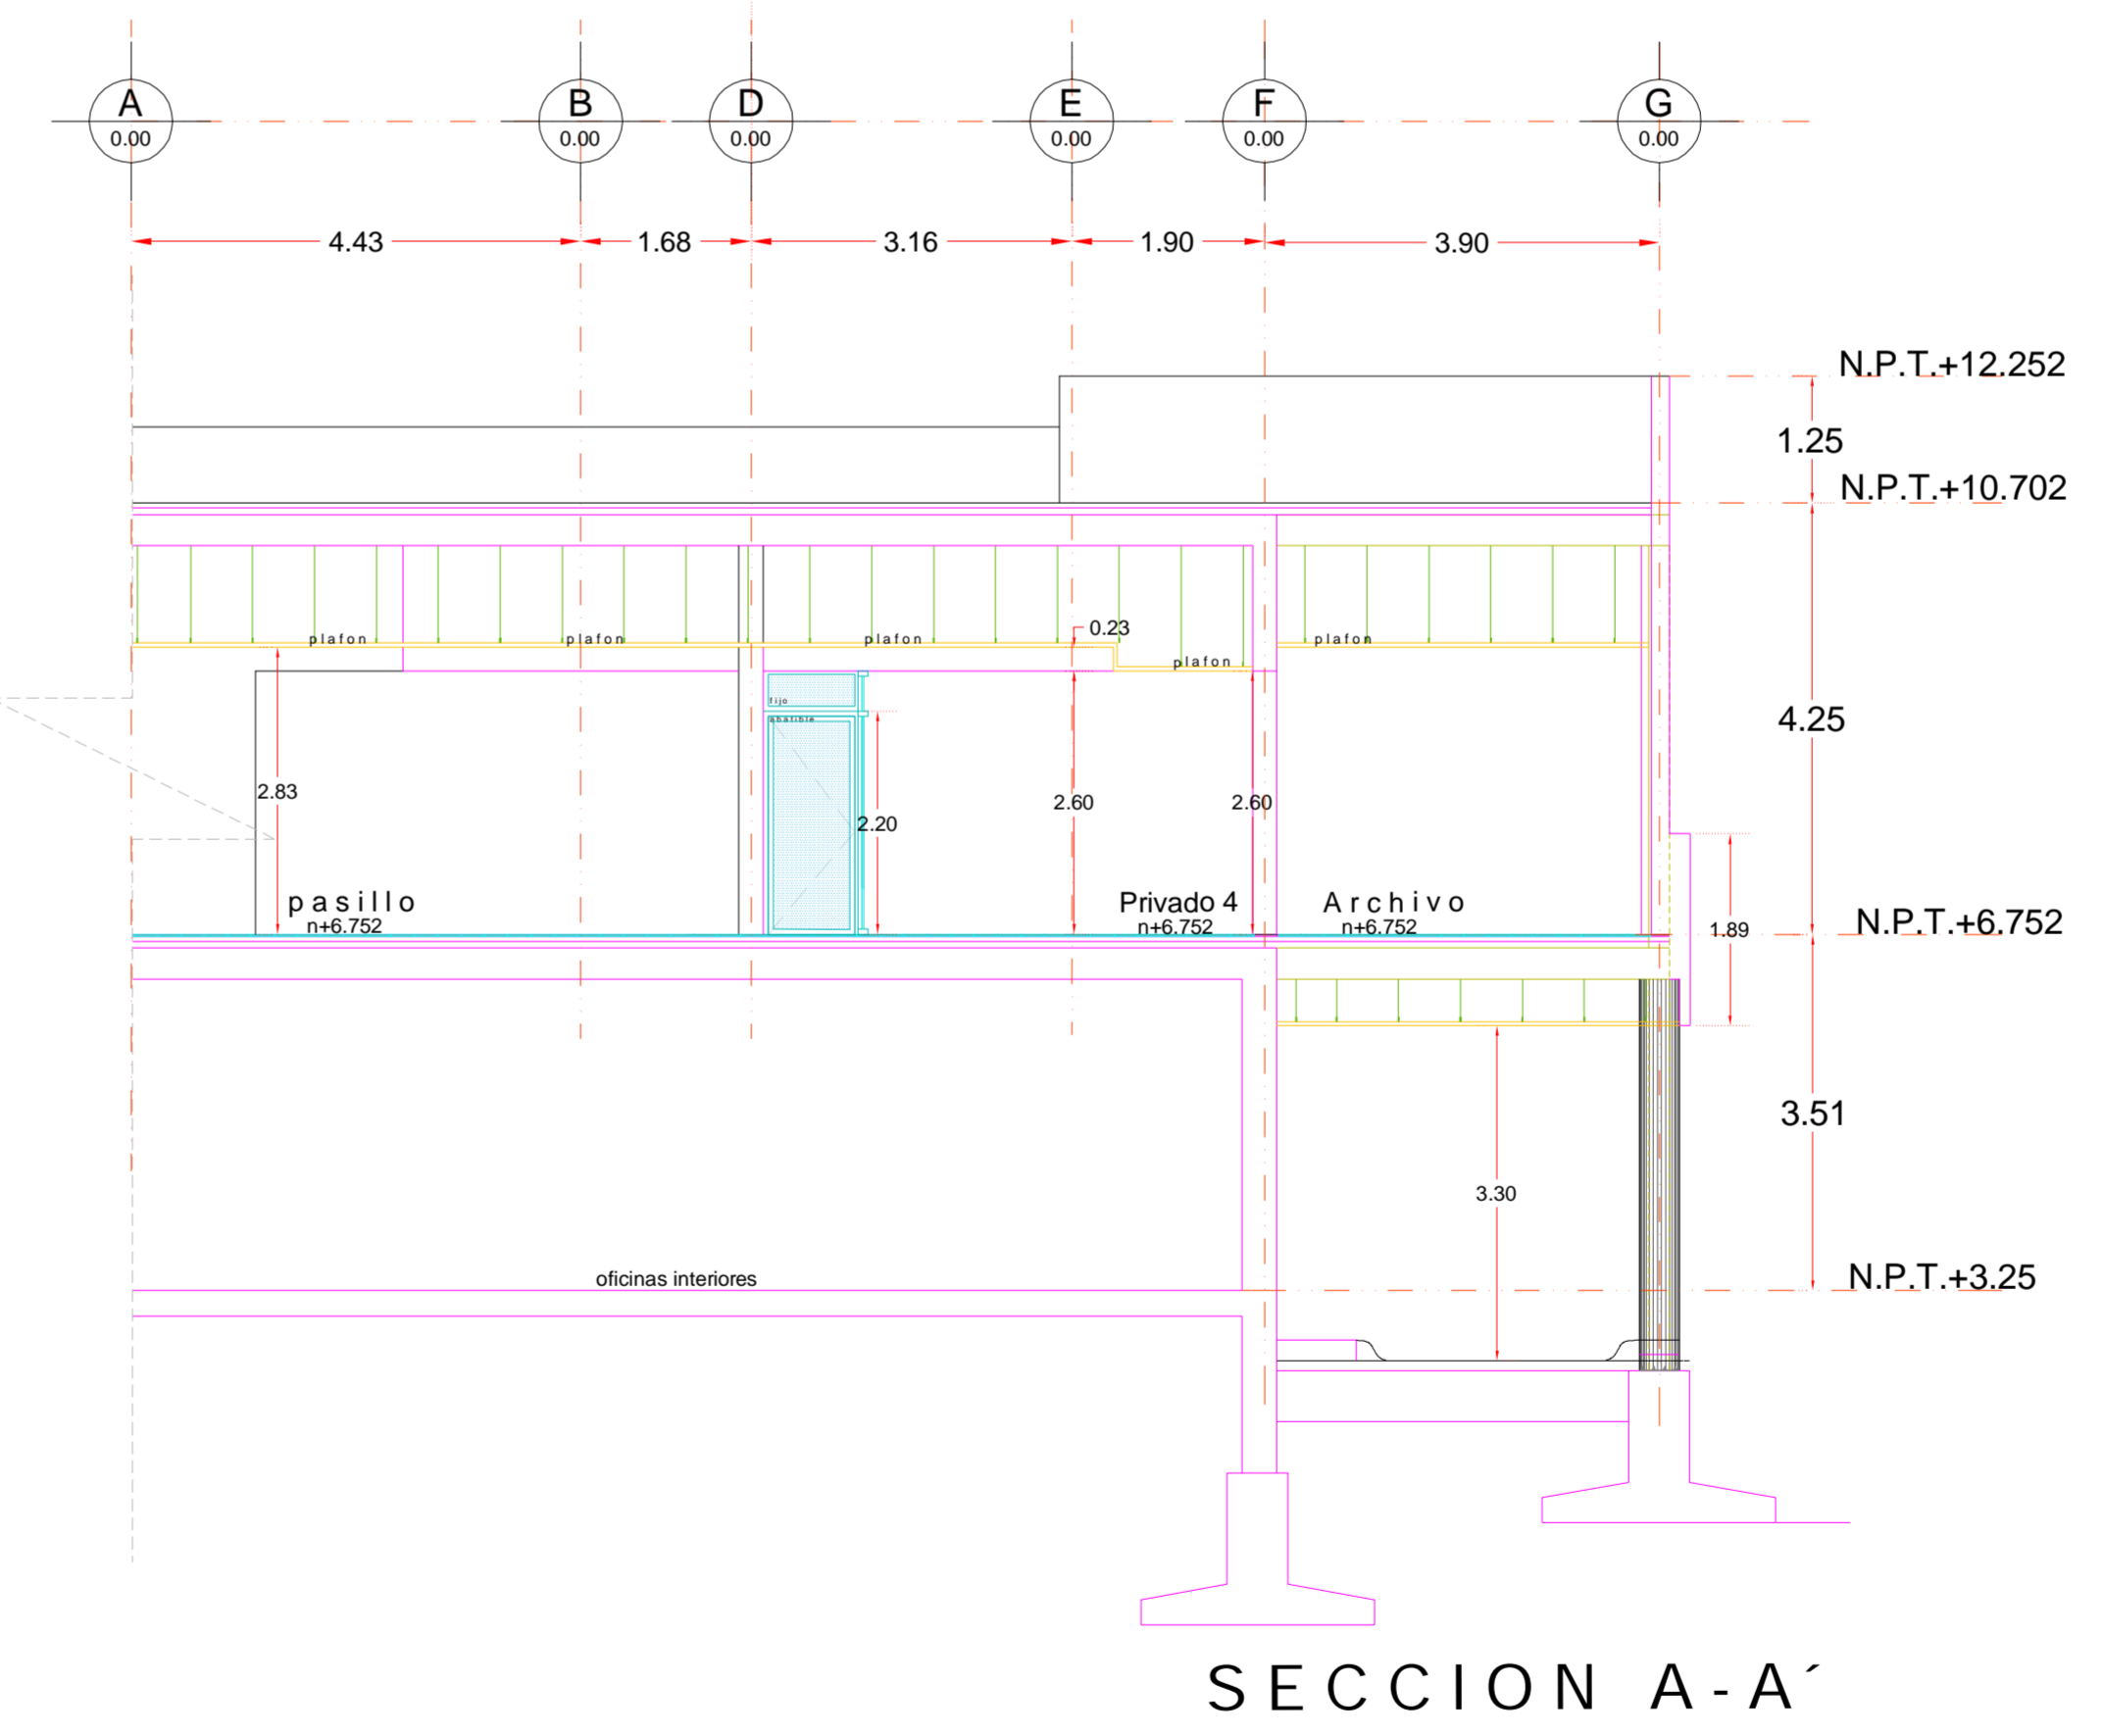 A B D E F G
0.00 0.00 0.00 0.00 0.00 0.00
4.43 1.68 3.16 1.90 3.90
N.P.T.+12.252
1.25
N.P.T.+10.702
plafon plafon plafon 0.23 plafon
plafon
fijo
abatible
4.25
2.83 2.60 2.60
2.20
pasillo Privado 4 Archivo
n+6.752 n+6.752 n+6.752
N.P.T.+6.752
1.89
3.51
3.30
oficinas interiores
N.P.T.+3.25
SECCION A-A´